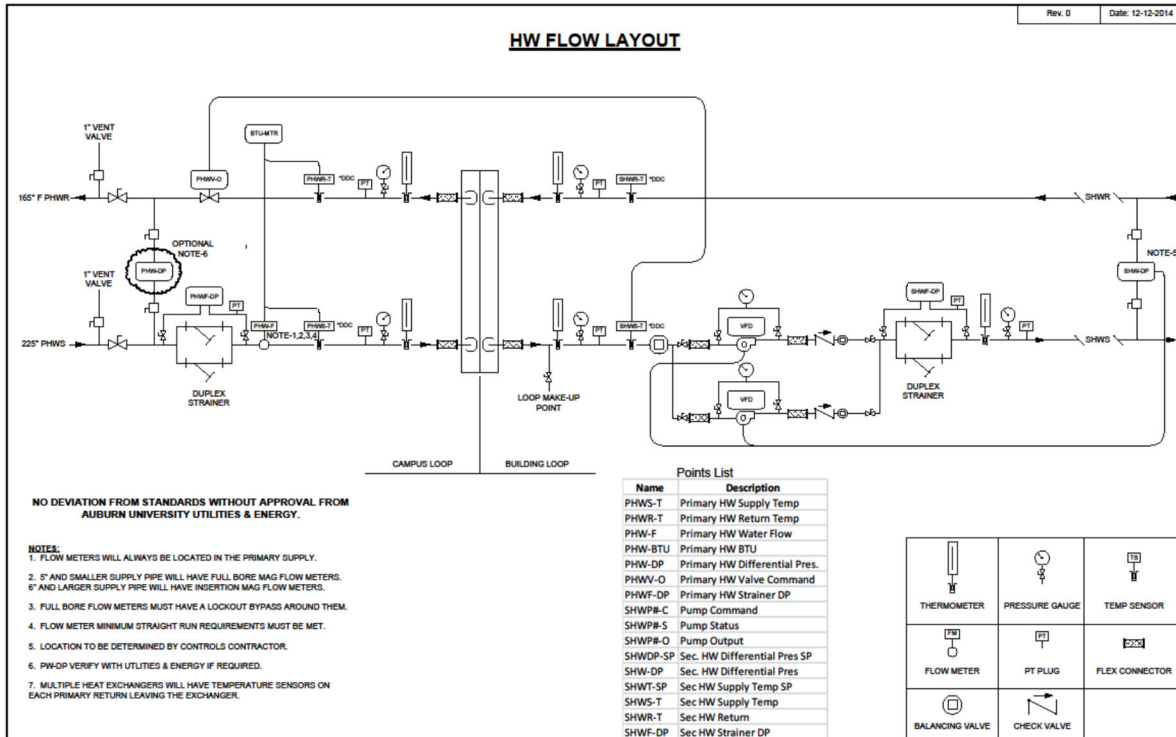 Rev. 0
Date: 12-12-2014
HW FLOW LAYOUT
1" VENT
VALVE
PHWV-O
BTU-MTR
PHWR-T
*DDC
PT
PT
SHWR-T
*DDC
165° F PHWR
SHWR
OPTIONAL
NOTE-6
PHW-DP
NOTE-5
SHW-DP
1" VENT
VALVE
PHWF-DP
PT
PHW-F
NOTE-1,2,3,4
PHWS-T
*DDC
PT
PT
SHWS-T
*DDC
VFD
SHWF-DP
PT
PT
225° PHWS
SHWS
DUPLEX
STRAINER
LOOP MAKE-UP
POINT
VFD
DUPLEX
STRAINER
CAMPUS LOOP
BUILDING LOOP
NO DEVIATION FROM STANDARDS WITHOUT APPROVAL FROM
AUBURN UNIVERSITY UTILITIES & ENERGY.
NOTES:
1. FLOW METERS WILL ALWAYS BE LOCATED IN THE PRIMARY SUPPLY.
2. 5" AND SMALLER SUPPLY PIPE WILL HAVE FULL BORE MAG FLOW METERS.
6" AND LARGER SUPPLY PIPE WILL HAVE INSERTION MAG FLOW METERS.
3. FULL BORE FLOW METERS MUST HAVE A LOCKOUT BYPASS AROUND THEM.
4. FLOW METER MINIMUM STRAIGHT RUN REQUIREMENTS MUST BE MET.
5. LOCATION TO BE DETERMINED BY CONTROLS CONTRACTOR.
6. PW-DP VERIFY WITH UTLITIES & ENERGY IF REQUIRED.
7. MULTIPLE HEAT EXCHANGERS WILL HAVE TEMPERATURE SENSORS ON
EACH PRIMARY RETURN LEAVING THE EXCHANGER.
Points List
Name Description
PHWS-T Primary HW Supply Temp
PHWR-T Primary HW Return Temp
PHW-F Primary HW Water Flow
PHW-BTU Primary HW BTU
PHW-DP Primary HW Differential Pres.
PHWV-O Primary HW Valve Command
PHWF-DP Primary HW Strainer DP
SHWP#-C Pump Command
SHWP#-S Pump Status
SHWP#-O Pump Output
SHWDP-SP Sec. HW Differential Pres SP
SHW-DP Sec. HW Differential Pres
SHWT-SP Sec HW Supply Temp SP
SHWS-T Sec HW Supply Temp
SHWR-T Sec HW Return
SHWF-DP Sec HW Strainer DP
TS
THERMOMETER
PRESSURE GAUGE
TEMP SENSOR
FM
PT
FLOW METER
PT PLUG
FLEX CONNECTOR
BALANCING VALVE
CHECK VALVE